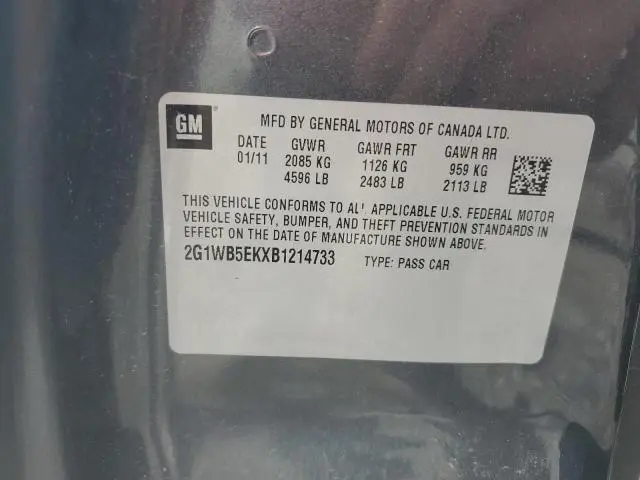 GM
MFD BY GENERAL MOTORS OF CANADA LTD.
DATE GVWR GAWR FRT GAWR RR
01/11 2085 KG 1126 KG 959 KG
4596 LB 2483 LB 2113 LB
THIS VEHICLE CONFORMS TO AL' APPLICABLE U.S. FEDERAL MOTOR
VEHICLE SAFETY, BUMPER, AND THEFT PREVENTION STANDARDS IN
EFFECT ON THE DATE OF MANUFACTURE SHOWN ABOVE.
2G1WB5EKXB1214733 TYPE: PASS CAR